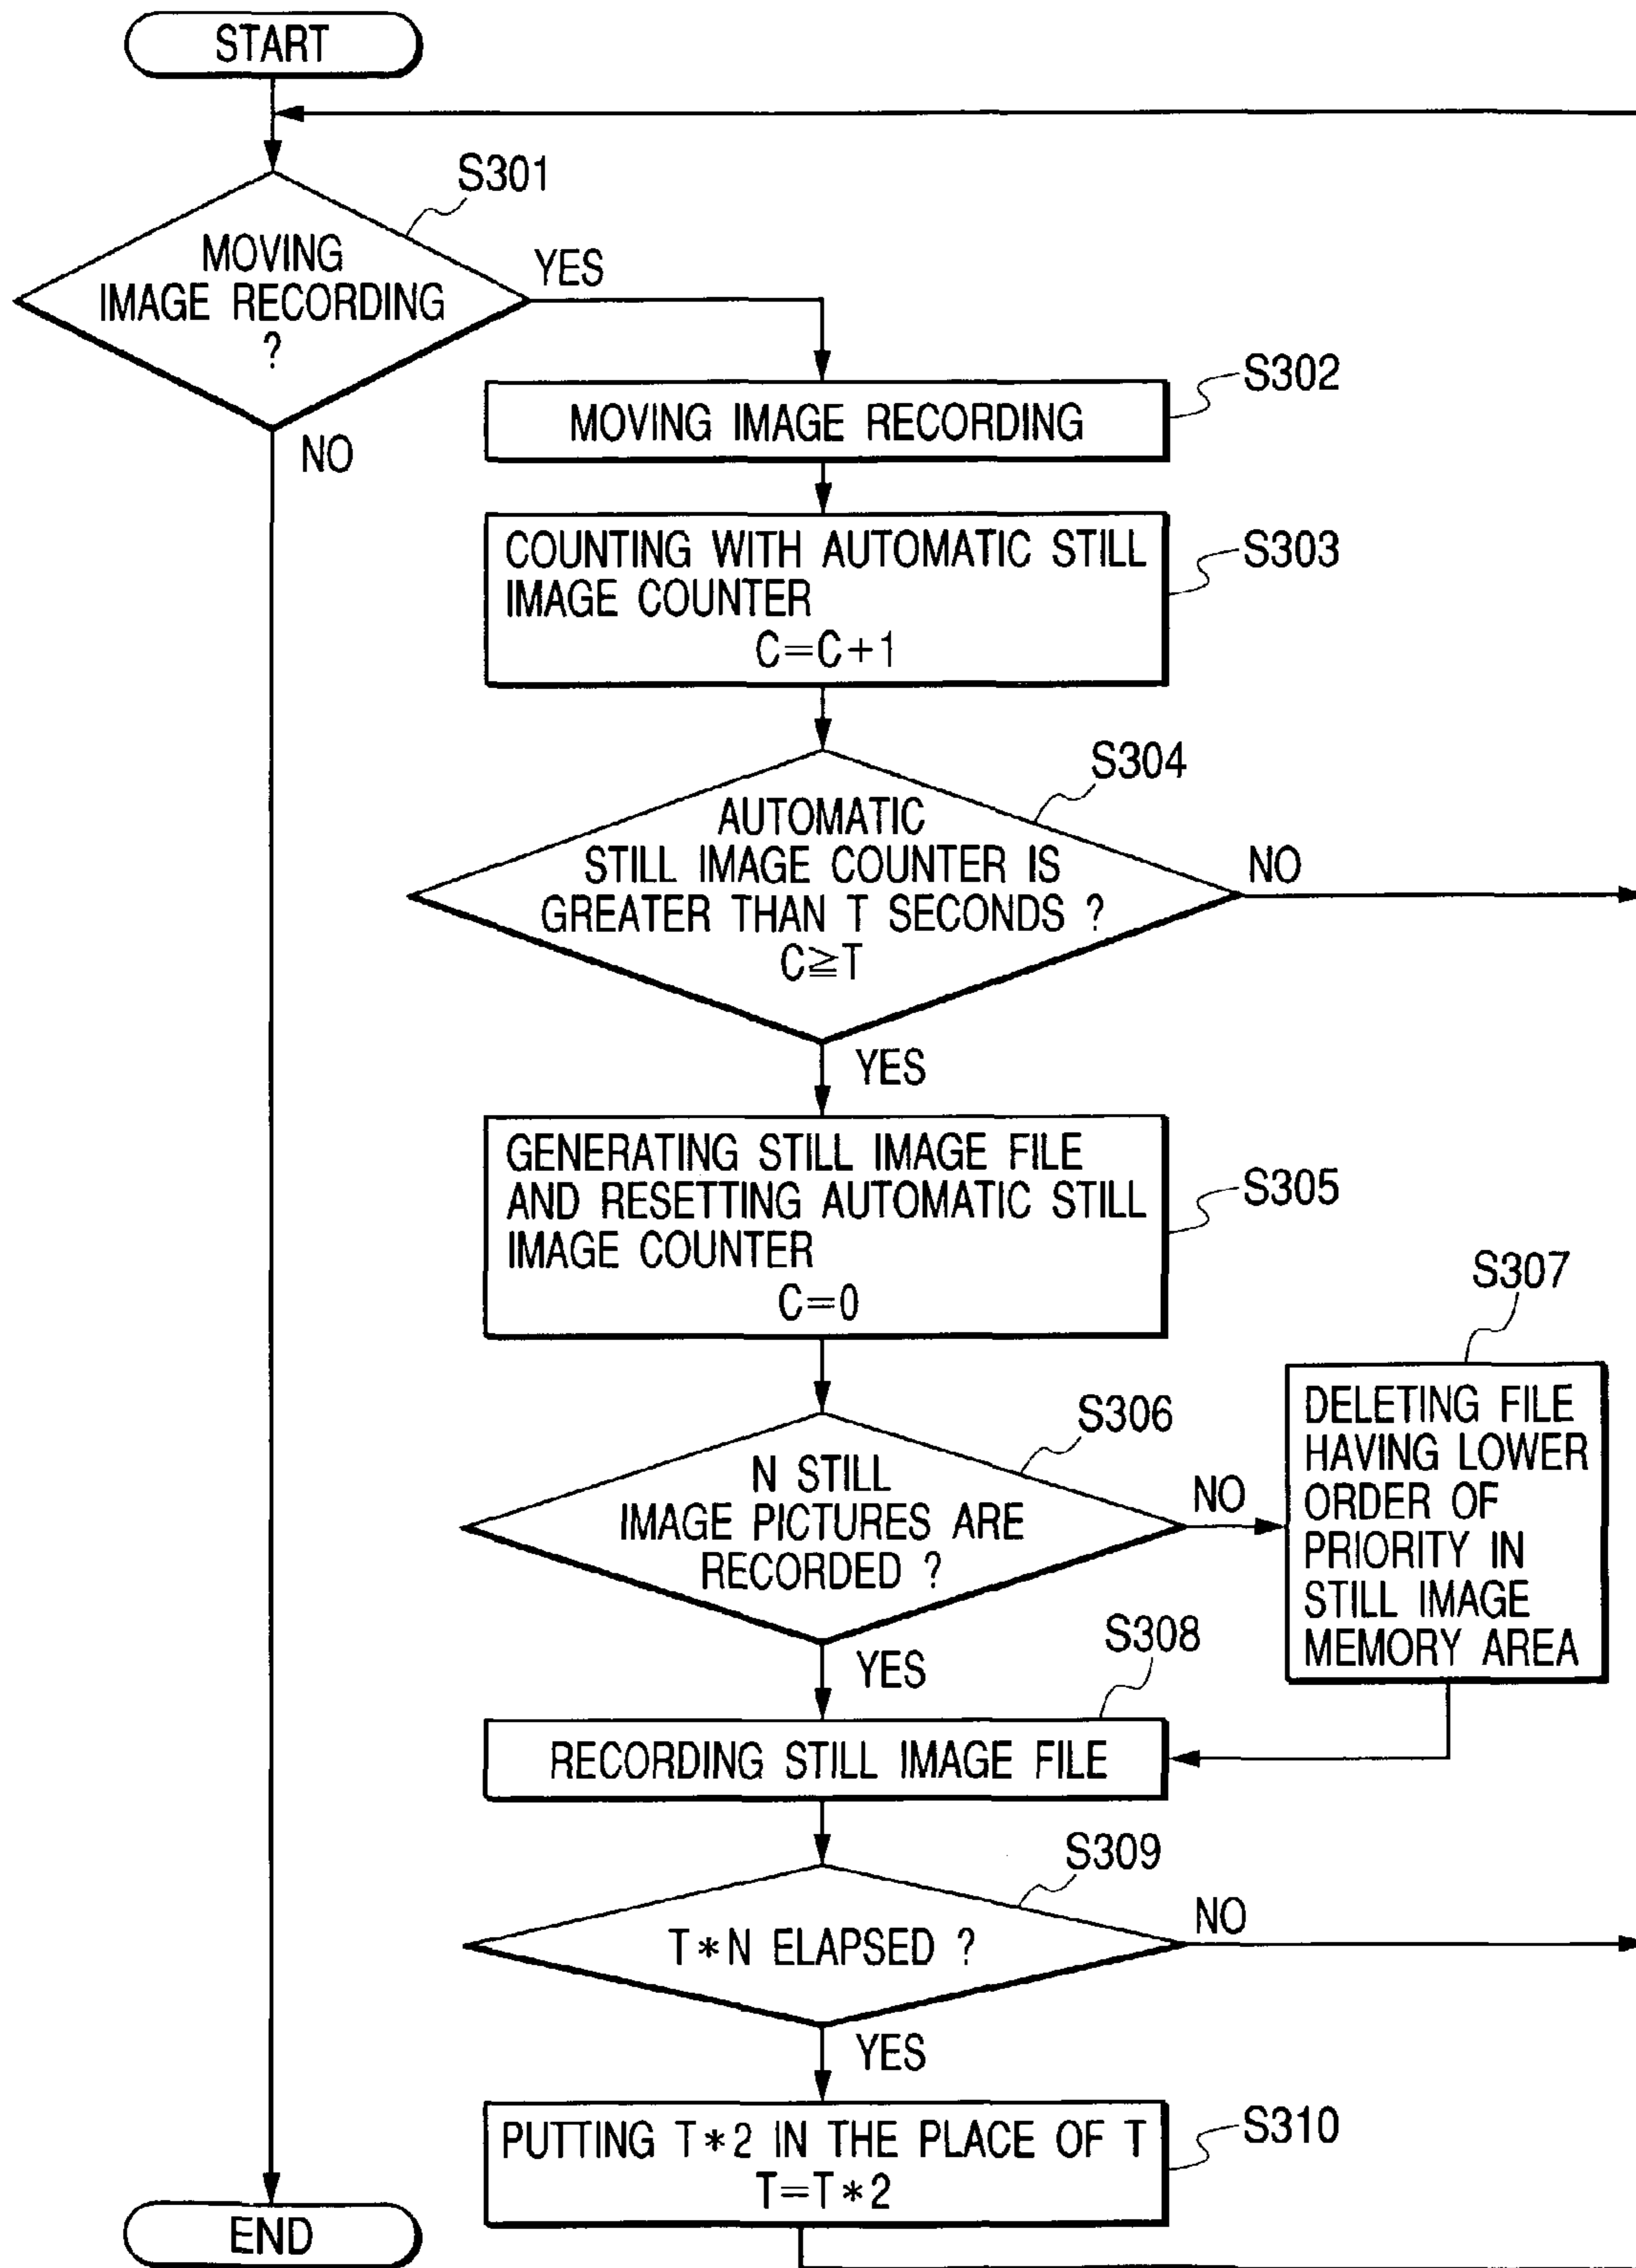 START
S301
MOVING
IMAGE RECORDING
?
YES
NO
S302
MOVING IMAGE RECORDING
S303
COUNTING WITH AUTOMATIC STILL
IMAGE COUNTER
C=C+1
S304
AUTOMATIC
STILL IMAGE COUNTER IS
GREATER THAN T SECONDS ?
C≧T
NO
YES
GENERATING STILL IMAGE FILE
AND RESETTING AUTOMATIC STILL
IMAGE COUNTER
C=0
S305
S306
N STILL
IMAGE PICTURES ARE
RECORDED ?
NO
YES
S307
DELETING FILE
HAVING LOWER
ORDER OF
PRIORITY IN
STILL IMAGE
MEMORY AREA
S308
RECORDING STILL IMAGE FILE
S309
T*N ELAPSED ?
NO
YES
PUTTING T*2 IN THE PLACE OF T
T=T*2
S310
END